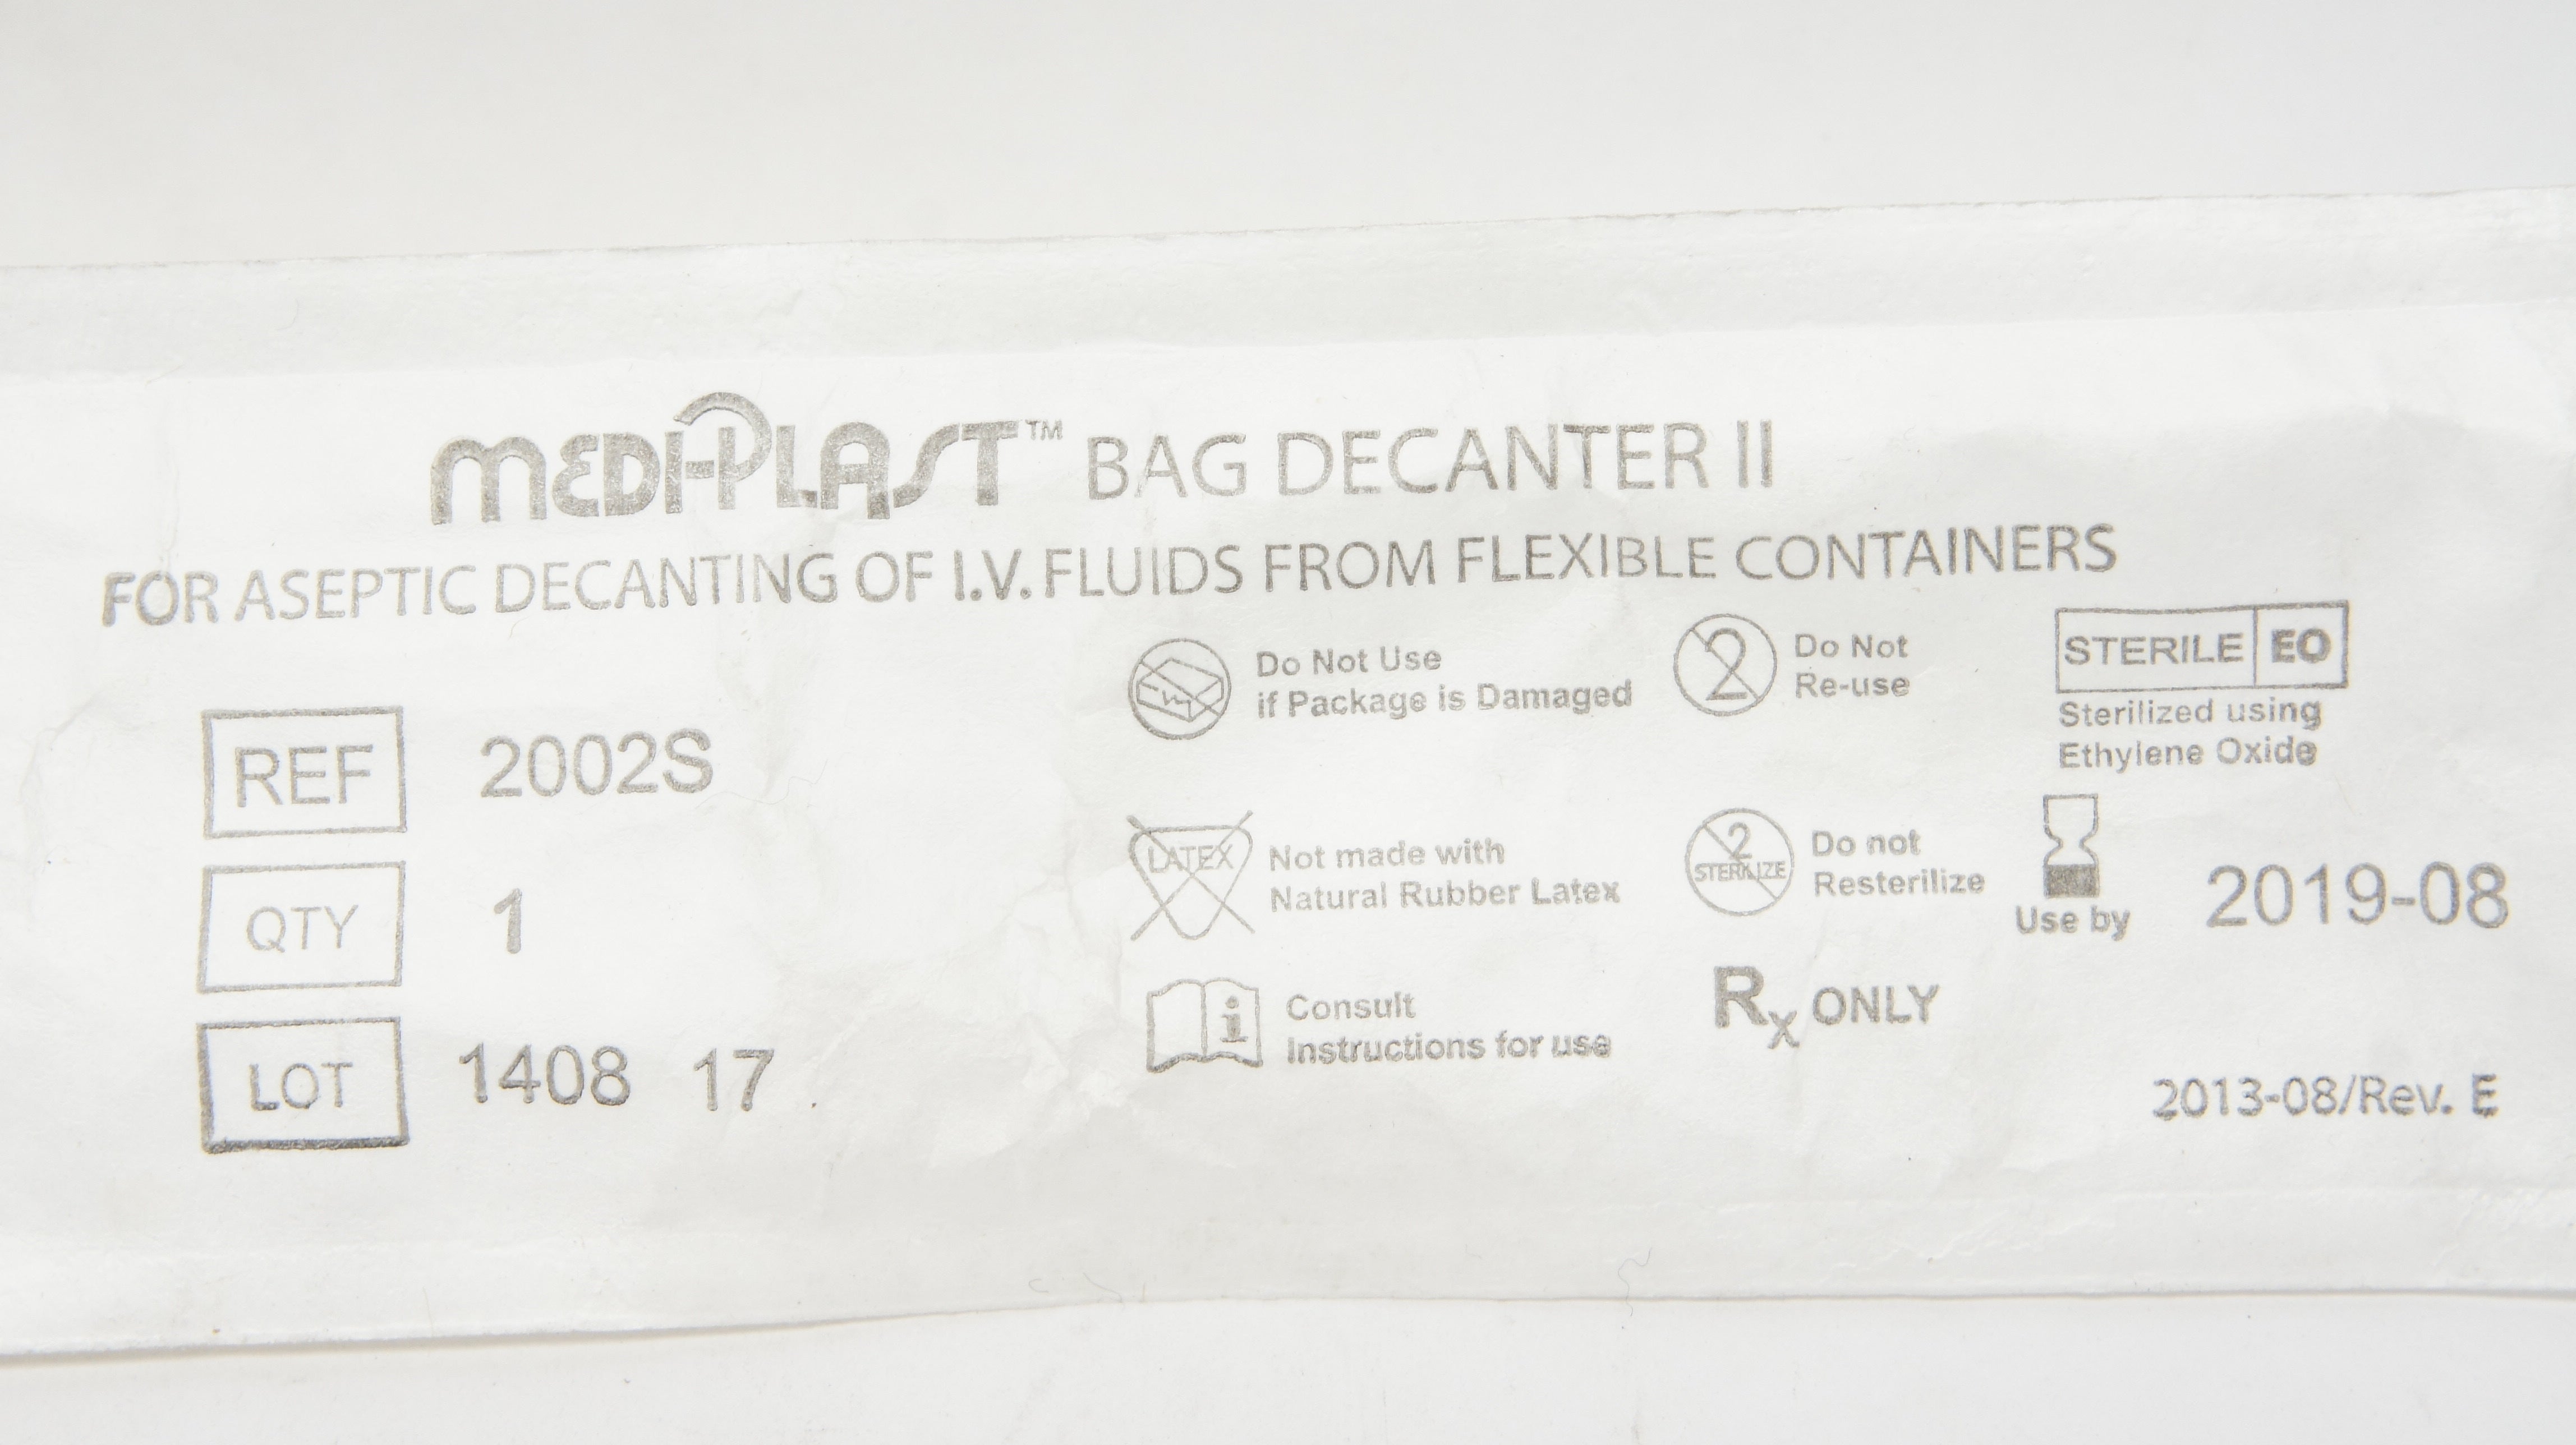 MEDI-PLAST™ BAG DECANTER II
FOR ASEPTIC DECANTING OF I.V. FLUIDS FROM FLEXIBLE CONTAINERS
REF 2002S
QTY 1
LOT 1408 17
Do Not Use
if Package is Damaged
2
Do Not
Re-use
STERILE EO
Sterilized using
Ethylene Oxide
LATEX
Not made with
Natural Rubber Latex
2
STERILIZE
Do not
Resterilize
Use by
2019-08
i
Consult
Instructions for use
Rx ONLY
2013-08/Rev. E